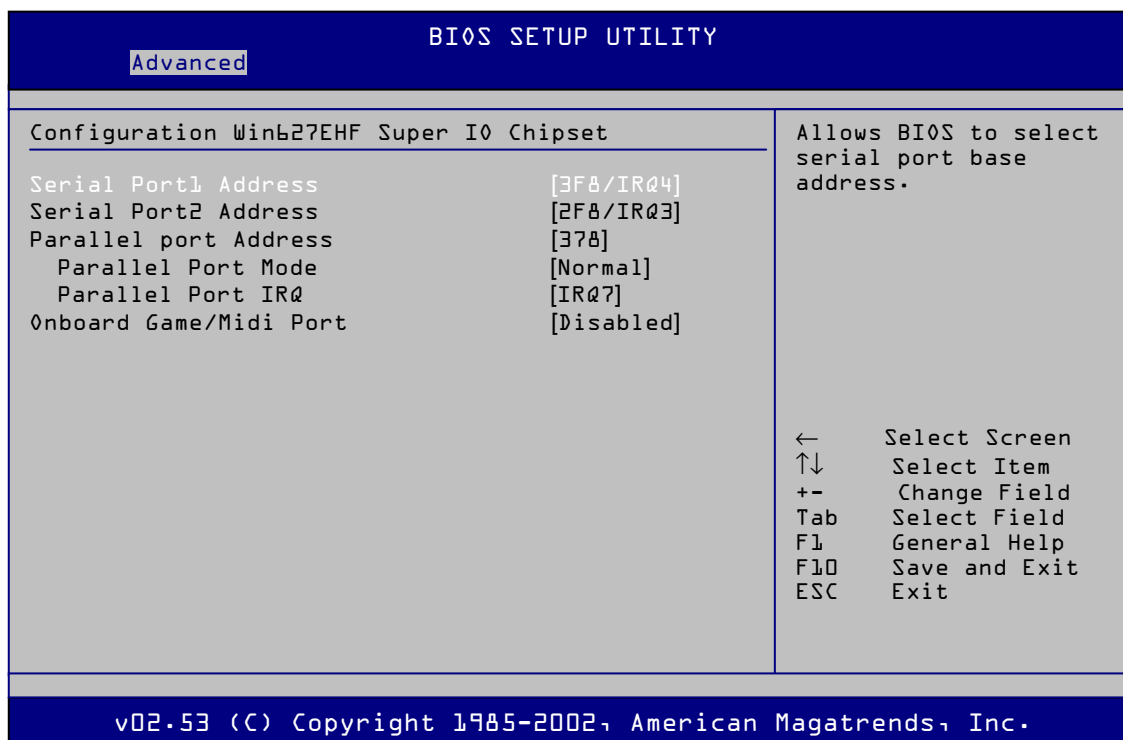 BIOS SETUP UTILITY
Advanced
Configuration Win627EHF Super IO Chipset
Serial Port1 Address [3F8/IRQ4]
Serial Port2 Address [2F8/IRQ3]
Parallel port Address [378]
Parallel Port Mode [Normal]
Parallel Port IRQ [IRQ7]
Onboard Game/Midi Port [Disabled]
Allows BIOS to select
serial port base
address.
← Select Screen
↑↓ Select Item
+- Change Field
Tab Select Field
F1 General Help
F10 Save and Exit
ESC Exit
v02.53 (C) Copyright 1985-2002, American Magatrends, Inc.